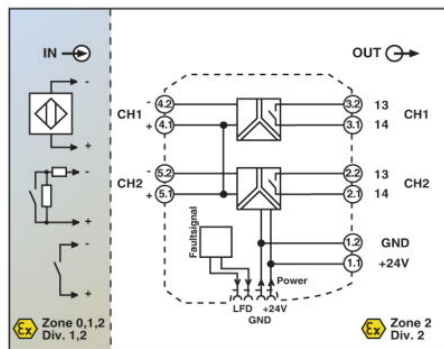 IN
OUT
-
+
-
+
-
+
CH1
- 4.2
+ 4.1
3.2 13
3.1 14
CH1
CH2
- 5.2
+ 5.1
2.2 13
2.1 14
CH2
Faultsignal
1.2 GND
1.1 +24V
Power
LFD +24V
GND
Ex Zone 0,1,2
Div. 1,2
Ex Zone 2
Div. 2